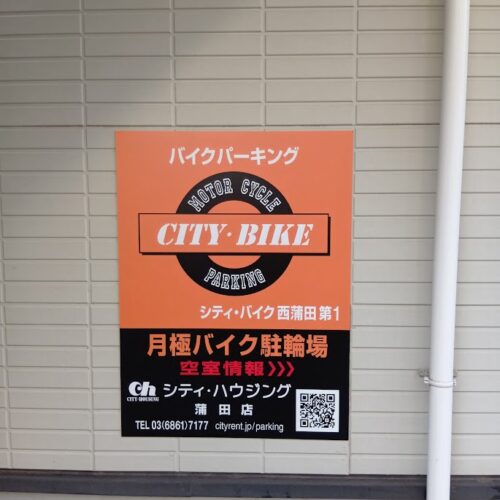 バイクパーキング
MOTOR CYCLE
CITY・BIKE
PARKING
シティ・バイク 西蒲田 第1
月極バイク駐輪場
空室情報>>>
ch シティ・ハウジング
CITY-HOUSING
蒲田店
TEL 03(6861)7177 cityrent.jp/parking